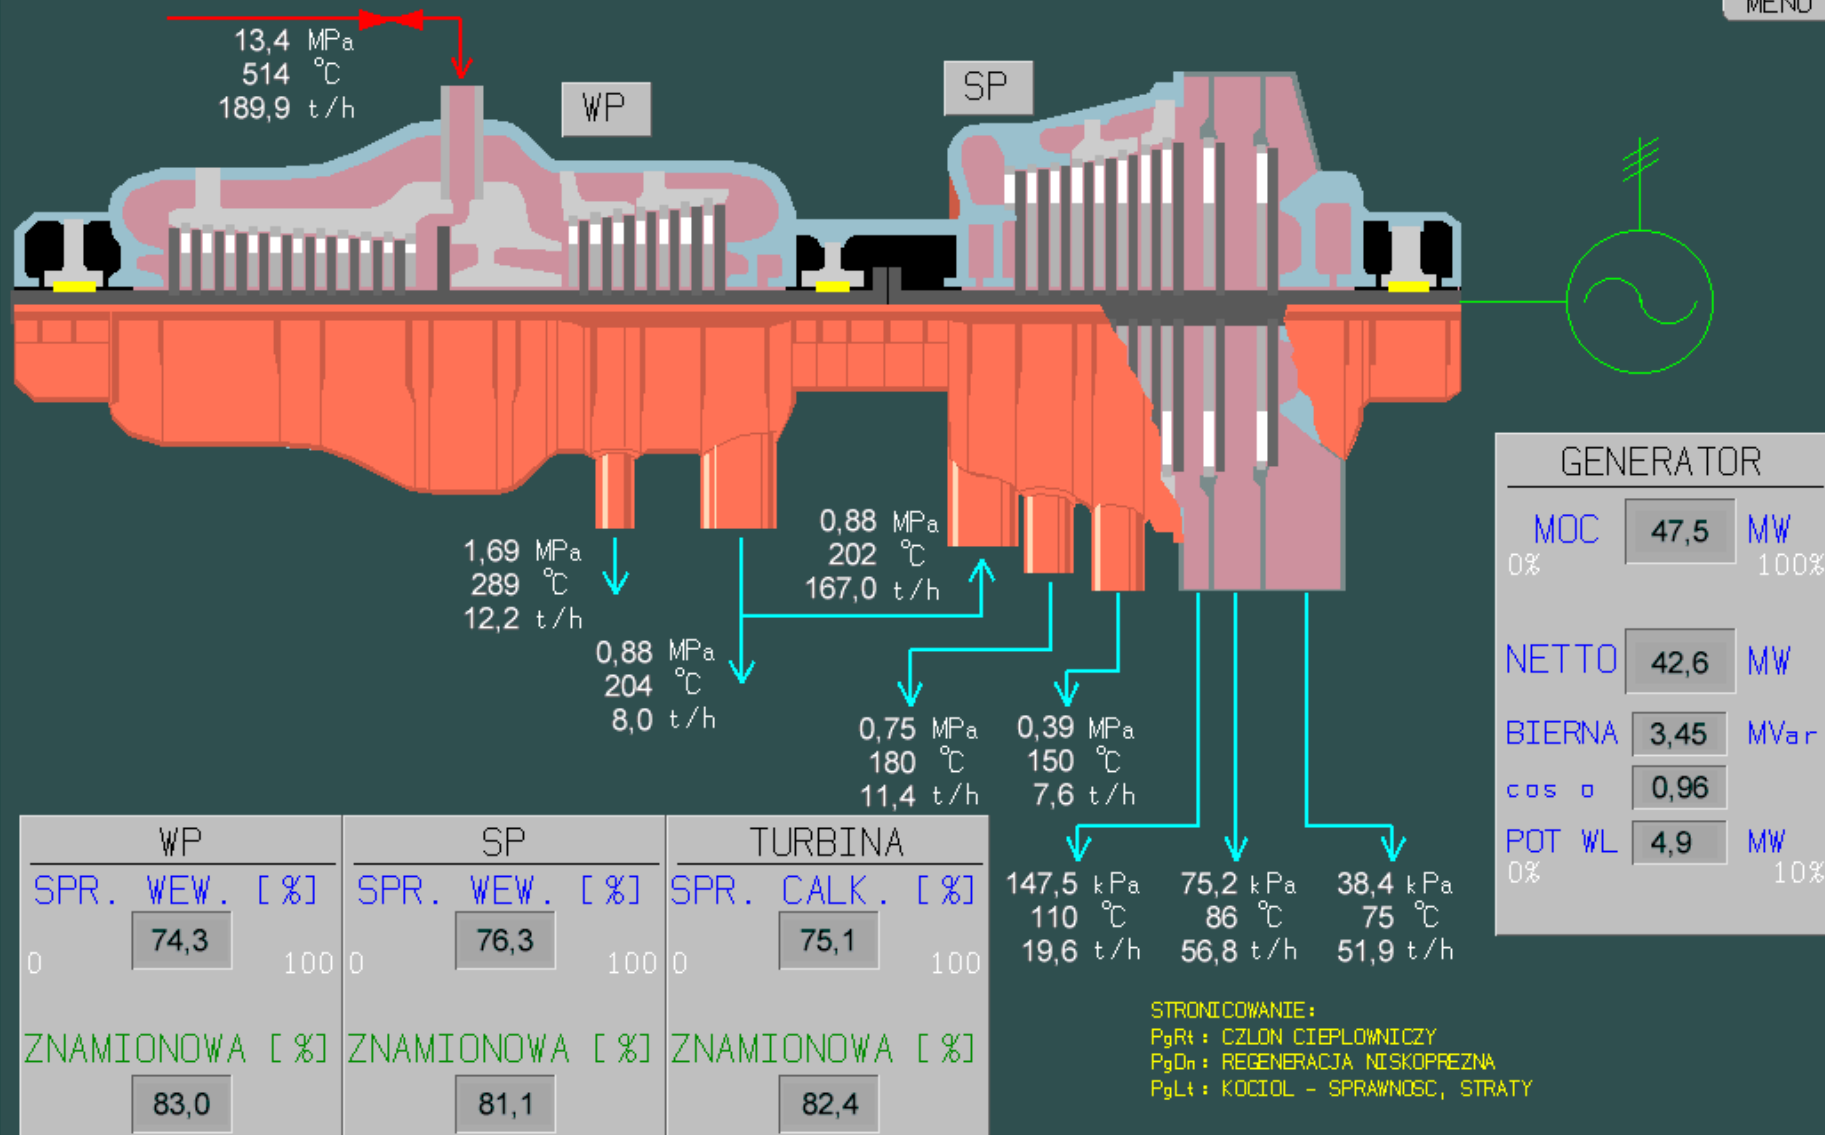 MENU
13,4 MPa
514 °C
189,9 t/h
WP
SP
1,69 MPa
289 °C
12,2 t/h
0,88 MPa
204 °C
8,0 t/h
0,88 MPa
202 °C
167,0 t/h
0,75 MPa
180 °C
11,4 t/h
0,39 MPa
150 °C
7,6 t/h
147,5 kPa
110 °C
19,6 t/h
75,2 kPa
86 °C
56,8 t/h
38,4 kPa
75 °C
51,9 t/h
GENERATOR
MOC 47,5 MW
0% 100%
NETTO 42,6 MW
BIERNA 3,45 MVar
cos o 0,96
POT WL 4,9 MW
0% 10%
WP
SPR. WEW. [%]
74,3
0 100
ZNAMIONOWA [%]
83,0
SP
SPR. WEW. [%]
76,3
0 100
ZNAMIONOWA [%]
81,1
TURBINA
SPR. CALK. [%]
75,1
0 100
ZNAMIONOWA [%]
82,4
STRONICOWANIE:
PgRt: CZLON CIEPLOWNICZY
PgDn: REGENERACJA NISKOPREZNA
PgLt: KOCIOL - SPRAWNOSC, STRATY